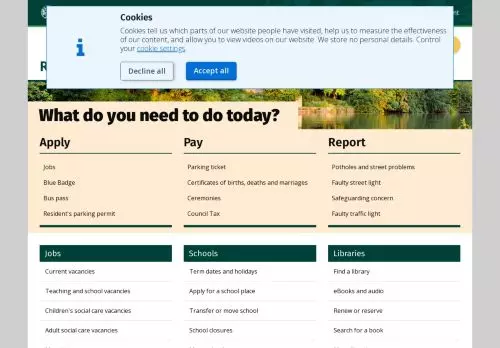 Cookies
Cookies tell us which parts of our website people have visited, help us to measure the effectiveness
of our content, and allow you to view videos on our website. We store no personal details. Control
your cookie settings.
Decline all
Accept all
What do you need to do today?
Apply
Pay
Report
Jobs
Parking ticket
Potholes and street problems
Blue Badge
Certificates of births, deaths and marriages
Faulty street light
Bus pass
Ceremonies
Safeguarding concern
Resident's parking permit
Council Tax
Faulty traffic light
Jobs
Schools
Libraries
Current vacancies
Term dates and holidays
Find a library
Teaching and school vacancies
Apply for a school place
eBooks and audio
Children's social care vacancies
Transfer or move school
Renew or reserve
Adult social care vacancies
School closures
Search for a book